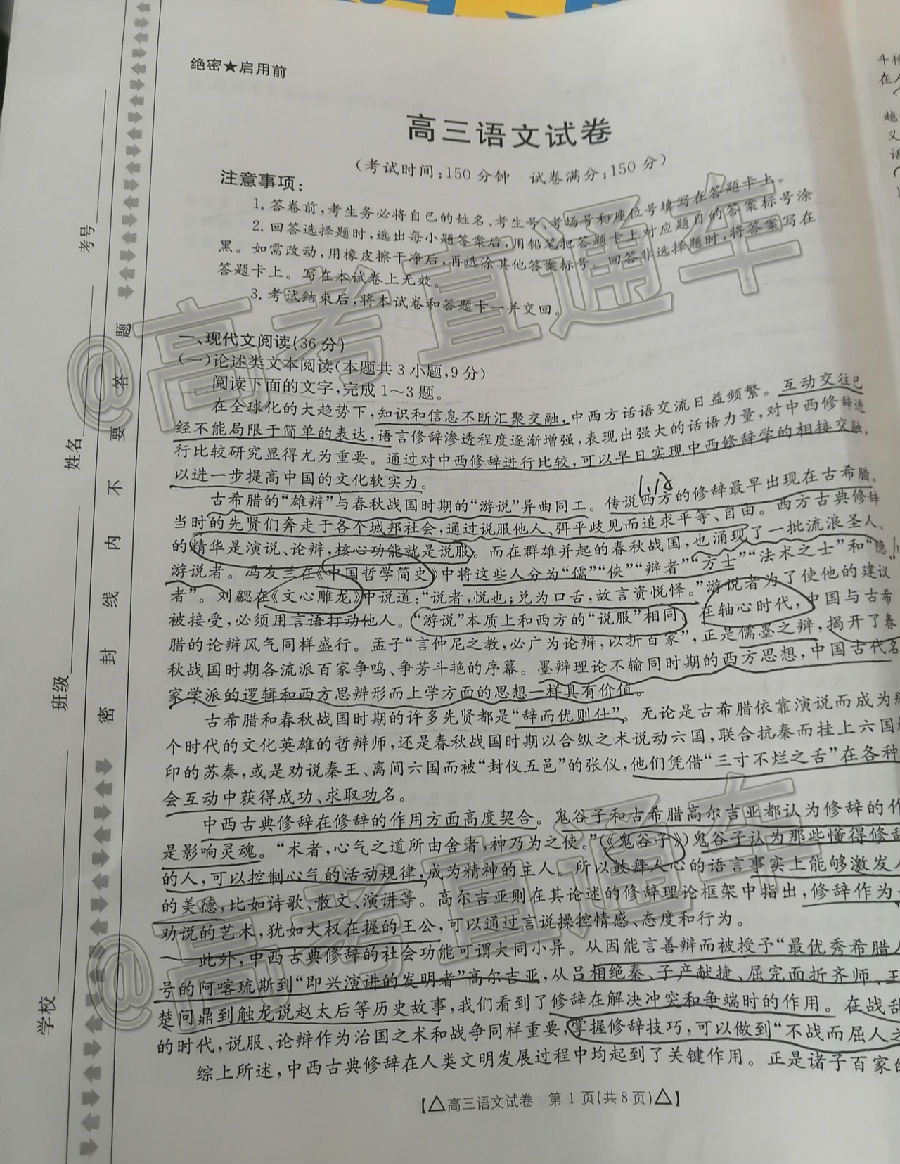 绝密★启用前
高三语文试卷
(考试时间:150分钟 试卷满分:150分)
注意事项:
1.答卷前,考生务必将自己的姓名、考生号、考场号和座位号填写在答题卡上。
2.回答选择题时,选出每小题答案后,用铅笔把答题卡上对应题目的答案标号涂
黑。如需改动,用橡皮擦干净后,再选涂其他答案标号。回答非选择题时,将答案写在
答题卡上。写在本试卷上无效。
3.考试结束后,将本试卷和答题卡一并交回。
一、现代文阅读(36分)
(一)论述类文本阅读(本题共3小题,9分)
阅读下面的文字,完成1~3题。
在全球化的大趋势下,知识和信息不断汇聚交融,中西方话语交流日益频繁。互动交往已
经不能局限于简单的表达,语言修辞渗透程度逐渐增强,表现出强大的话语力量,对中西修辞进
行比较研究显得尤为重要。通过对中西修辞进行比较,可以早日实现中西修辞学的相接交融,
以进一步提高中国的文化软实力。
古希腊的“雄辩”与春秋战国时期的“游说”异曲同工。传说西方的修辞最早出现在古希腊,
当时的先贤们奔走于各个城邦社会,通过说服他人、弭平歧见而追求平等、自由。西方古典修辞
的精华是演说、论辩,核心功能就是说服。而在群雄并起的春秋战国,也涌现了一批流浪圣人、
游说者。冯友兰在《中国哲学简史》中将这些人分为“儒”“侠”“辩者”“方士”“法术之士”和“隐
者”。刘勰在《文心雕龙》中说道:“说者,悦也;兑为口舌,故言资悦怿。”游说者为了使他的建议
被接受,必须用言语打动他人。“游说”本质上和西方的“说服”相同。在轴心时代,中国与古希
腊的论辩风气同样盛行。孟子“言仲尼之教,必广为论辩,以折百家”,正是儒墨之辩,揭开了春
秋战国时期各流派百家争鸣、争芳斗艳的序幕。墨辩理论不输同时期的西方思想,中国古代名
家学派的逻辑和西方思辨形而上学方面的思想一样具有价值。
古希腊和春秋战国时期的许多先贤都是“辞而优则仕”。无论是古希腊依靠演说而成为那
个时代的文化英雄的哲辩师,还是春秋战国时期以合纵之术说动六国,联合抗秦而挂上六国
印的苏秦,或是劝说秦王、离间六国而被“封仪五邑”的张仪,他们凭借“三寸不烂之舌”在各种
会互动中获得成功、求取功名。
中西古典修辞在修辞的作用方面高度契合。鬼谷子和古希腊高尔吉亚都认为修辞的作
是影响灵魂。“术者,心气之道所由舍者,神乃为之使。”(《鬼谷子》)鬼谷子认为那些懂得修辞
的人,可以控制心气的活动规律,成为精神的主人。所以鼓舞人心的语言事实上能够激发人
的美德,比如诗歌、散文、演讲等。高尔吉亚则在其论述的修辞理论框架中指出,修辞作为
劝说的艺术,犹如大权在握的王公,可以通过言说操控情感、态度和行为。
此外,中西古典修辞的社会功能可谓大同小异。从因能言善辩而被授予“最优秀希腊人
号的阿喀琉斯到“即兴演讲的发明者”高尔吉亚,从吕相绝秦、子产献捷、屈完面折齐师、王
楚问鼎到触龙说赵太后等历史故事,我们看到了修辞在解决冲突和争端时的作用。在战乱
的时代,说服、论辩作为治国之术和战争同样重要,掌握修辞技巧,可以做到“不战而屈人之
综上所述,中西古典修辞在人类文明发展过程中均起到了关键作用。正是诸子百家的
【△高三语文试卷 第1页(共8页)△】
考号
姓名
班级
学校
密封线内不要答题
@高考直通车
@高考直通车
在人
越
义
话